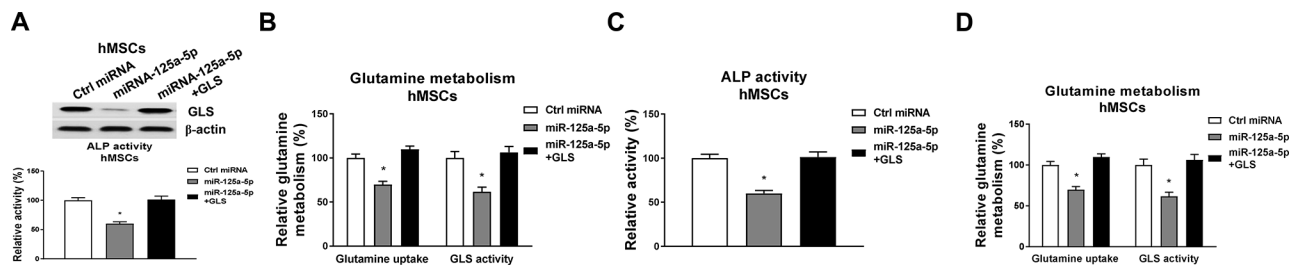 A
hMSCs
Ctrl miRNA
miRNA-125a-5p
miRNA-125a-5p
+GLS
GLS
β-actin
ALP activity
hMSCs
Relative activity (%)
150
100
50
0
*
Ctrl miRNA
miR-125a-5p
miR-125a-5p
+GLS
B
Glutamine metabolism
hMSCs
Relative glutamine
metabolism (%)
150
100
50
0
*
*
Glutamine uptake
GLS activity
Ctrl miRNA
miR-125a-5p
miR-125a-5p
+GLS
C
ALP activity
hMSCs
Relative activity (%)
150
100
50
0
*
Ctrl miRNA
miR-125a-5p
miR-125a-5p
+GLS
D
Glutamine metabolism
hMSCs
Relative glutamine
metabolism (%)
150
100
50
0
*
*
Glutamine uptake
GLS activity
Ctrl miRNA
miR-125a-5p
miR-125a-5p
+GLS